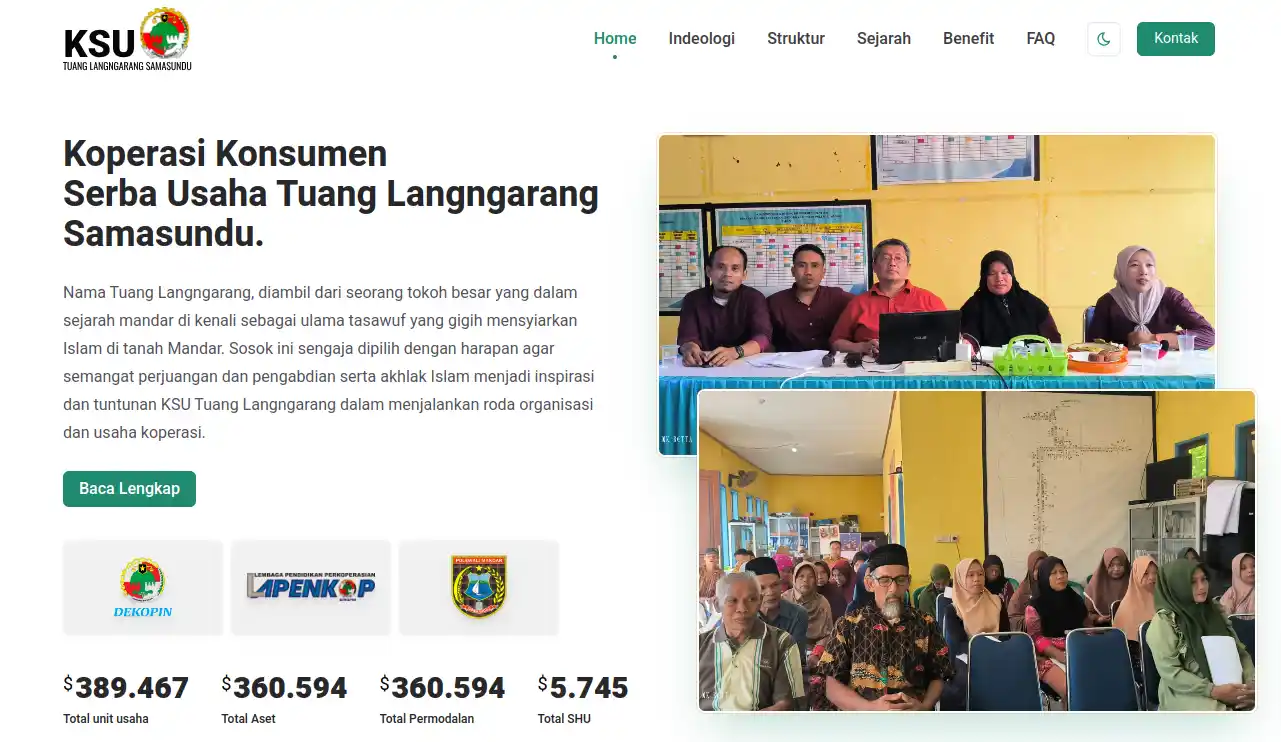 KSU
TUANG LANGNGARANG SAMASUNDU
Home
Indeologi
Struktur
Sejarah
Benefit
FAQ
Kontak
Koperasi Konsumen
Serba Usaha Tuang Langngarang
Samasundu.
Nama Tuang Langngarang, diambil dari seorang tokoh besar yang dalam
sejarah mandar di kenali sebagai ulama tasawuf yang gigih mensyiarkan
Islam di tanah Mandar. Sosok ini sengaja dipilih dengan harapan agar
semangat perjuangan dan pengabdian serta akhlak Islam menjadi inspirasi
dan tuntunan KSU Tuang Langngarang dalam menjalankan roda organisasi
dan usaha koperasi.
Baca Lengkap
DEKOPIN
LEMBAGA PENDIDIKAN PERKOPERASIAN
LAPENKOP
DEKOPIN
POLEWALI MANDAR
$389.467
Total unit usaha
$360.594
Total Aset
$360.594
Total Permodalan
$5.745
Total SHU
ASUS